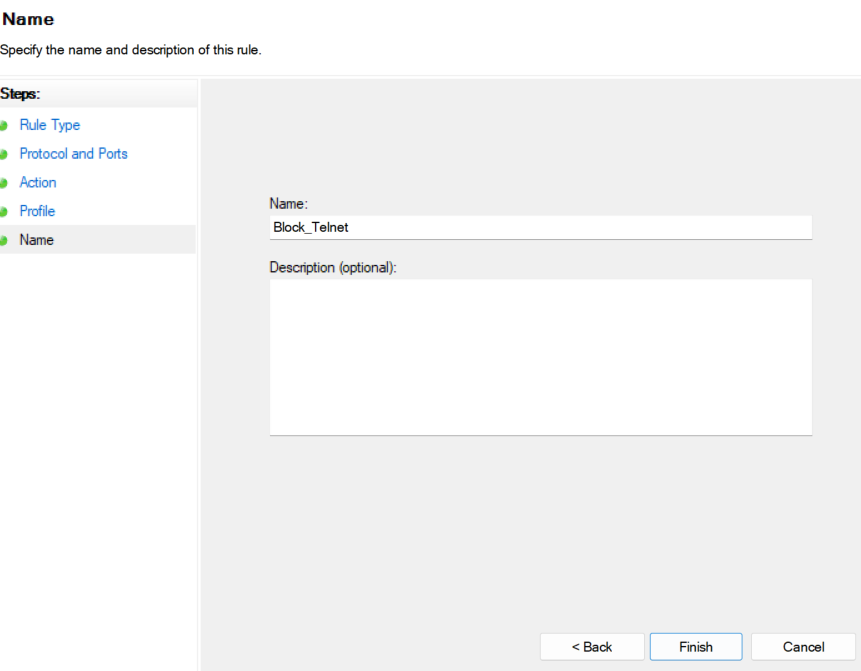 Name
Specify the name and description of this rule.
Steps:
Rule Type
Protocol and Ports
Action
Profile
Name
Name:
Block_Telnet
Description (optional):
< Back
Finish
Cancel